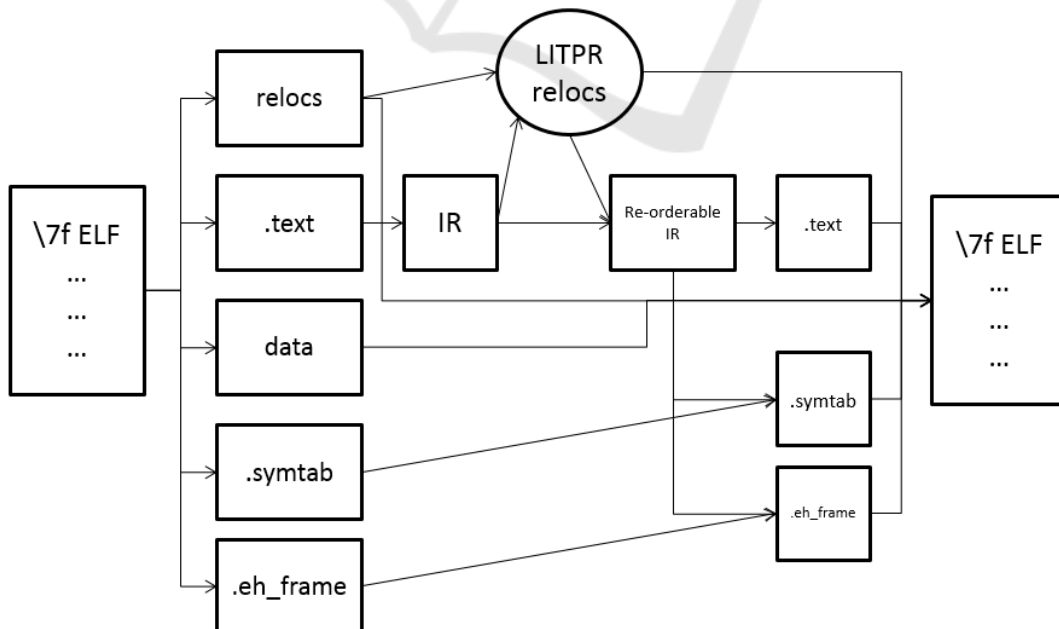 \7f ELF
...
...
...
relocs
.text
data
.symtab
.eh_frame
IR
LITPR
relocs
Re-orderable
IR
.text
.symtab
.eh_frame
\7f ELF
...
...
...